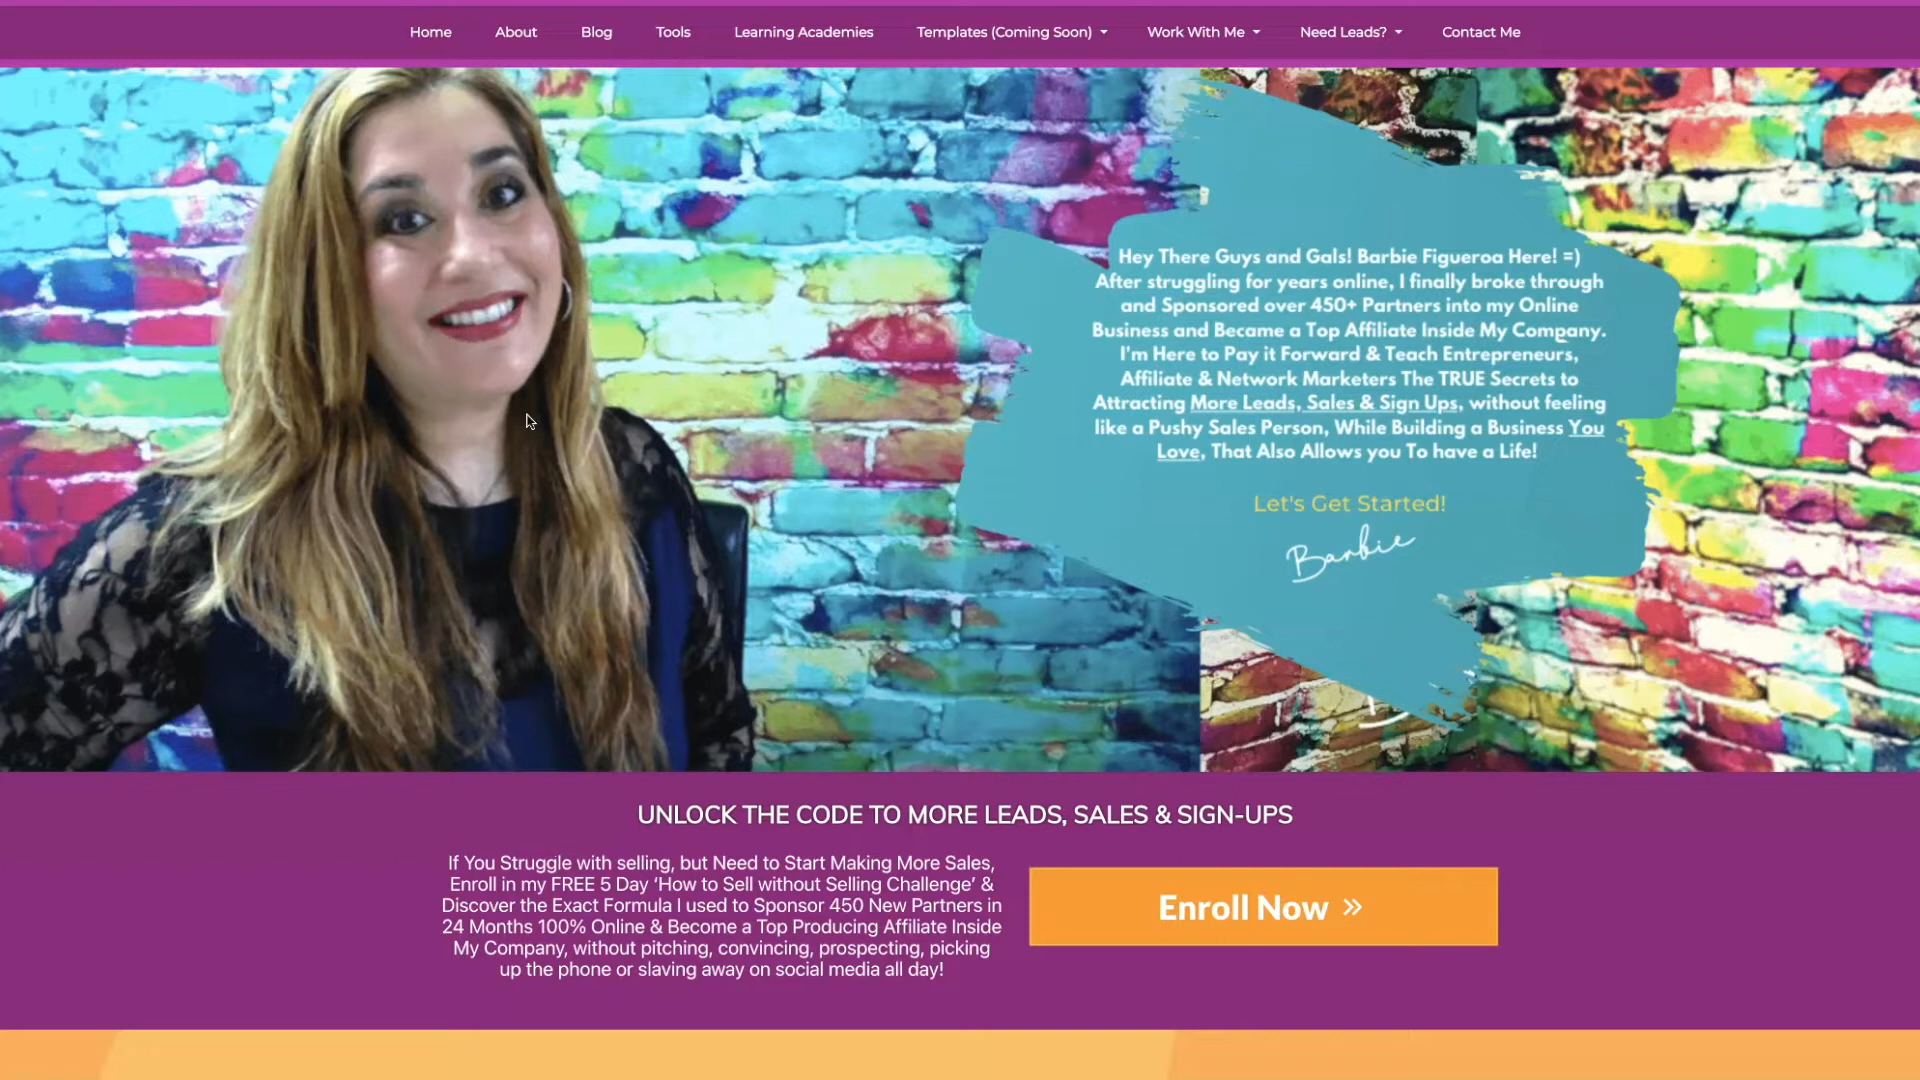 Home About Blog Tools Learning Academies Templates (Coming Soon) Work With Me Need Leads? Contact Me
Hey There Guys and Gals! Barbie Figueroa Here! =)
After struggling for years online, I finally broke through
and Sponsored over 450+ Partners into my Online
Business and Became a Top Affiliate Inside My Company.
I'm Here to Pay it Forward & Teach Entrepreneurs,
Affiliate & Network Marketers The TRUE Secrets to
Attracting More Leads, Sales & Sign Ups, without feeling
like a Pushy Sales Person, While Building a Business You
Love, That Also Allows you To have a Life!
Let's Get Started!
Barbie
UNLOCK THE CODE TO MORE LEADS, SALES & SIGN-UPS
If You Struggle with selling, but Need to Start Making More Sales,
Enroll in my FREE 5 Day ‘How to Sell without Selling Challenge’ &
Discover the Exact Formula I used to Sponsor 450 New Partners in
24 Months 100% Online & Become a Top Producing Affiliate Inside
My Company, without pitching, convincing, prospecting, picking
up the phone or slaving away on social media all day!
Enroll Now »